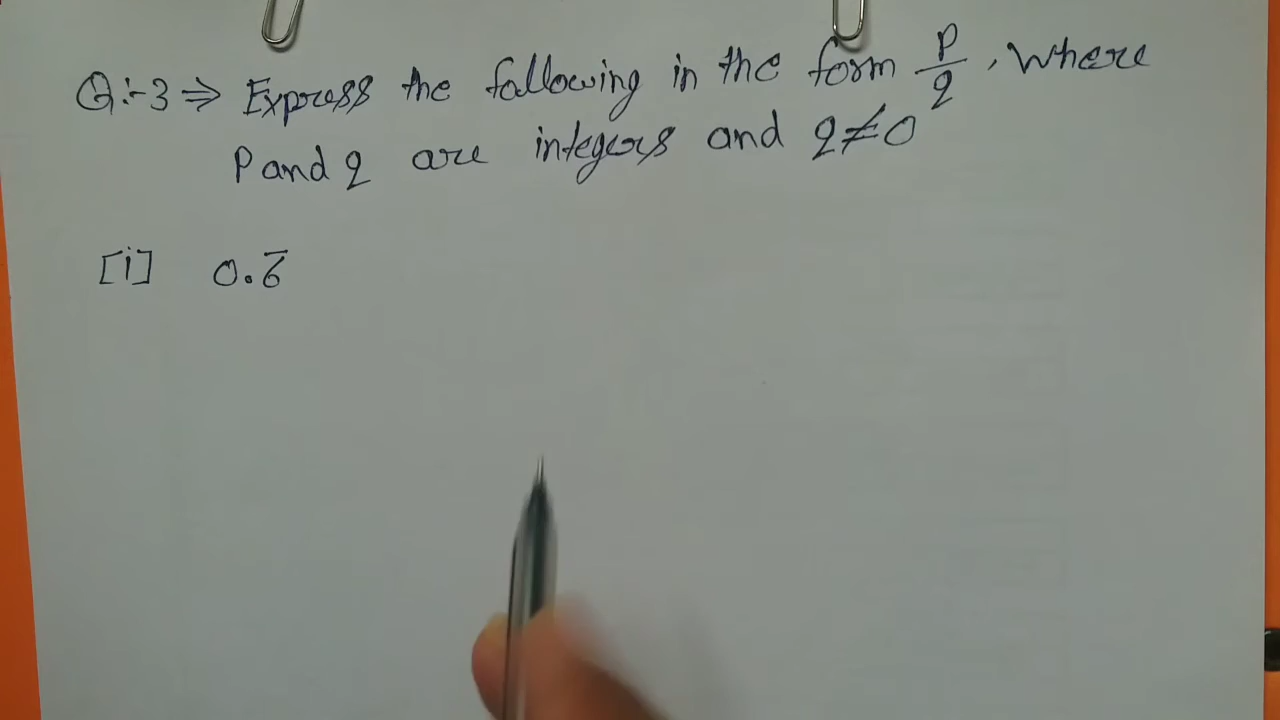 Q:-3 ⇒ Express the following in the form p/q, where
P and q are integers and q≠0
[i] 0.6̅